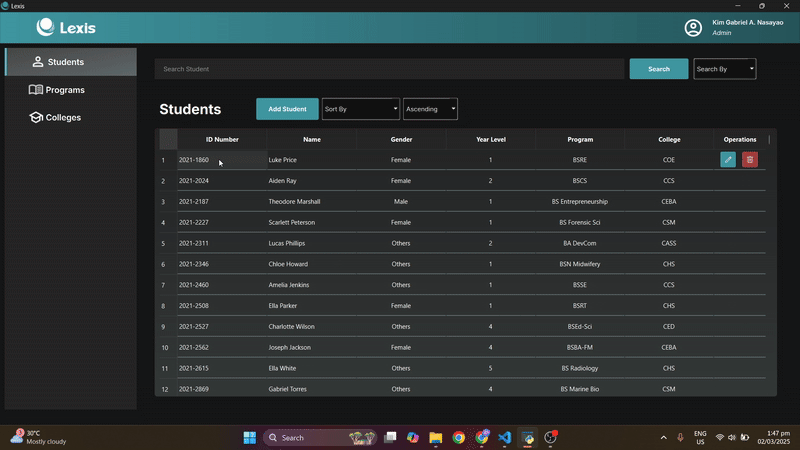 Lexis
Lexis
Kim Gabriel A. Nasayao
Admin
Students
Programs
Colleges
Search Student
Search
Search By
Students
Add Student
Sort By
Ascending
ID Number Name Gender Year Level Program College Operations
1 2021-1860 Luke Price Female 1 BSRE COE
2 2021-2024 Aiden Ray Female 2 BSCS CCS
3 2021-2187 Theodore Marshall Male 1 BS Entrepreneurship CEBA
4 2021-2227 Scarlett Peterson Female 1 BS Forensic Sci CSM
5 2021-2311 Lucas Phillips Others 2 BA DevCom CASS
6 2021-2346 Chloe Howard Others 1 BSN Midwifery CHS
7 2021-2460 Amelia Jenkins Others 1 BSSE CCS
8 2021-2508 Ella Parker Female 1 BSRT CHS
9 2021-2527 Charlotte Wilson Others 4 BSEd-Sci CED
10 2021-2562 Joseph Jackson Female 4 BSBA-FM CEBA
11 2021-2615 Ella White Others 5 BS Radiology CHS
12 2021-2869 Gabriel Torres Others 4 BS Marine Bio CSM
30°C
Mostly cloudy
Search
ENG
US
1:47 pm
02/03/2025